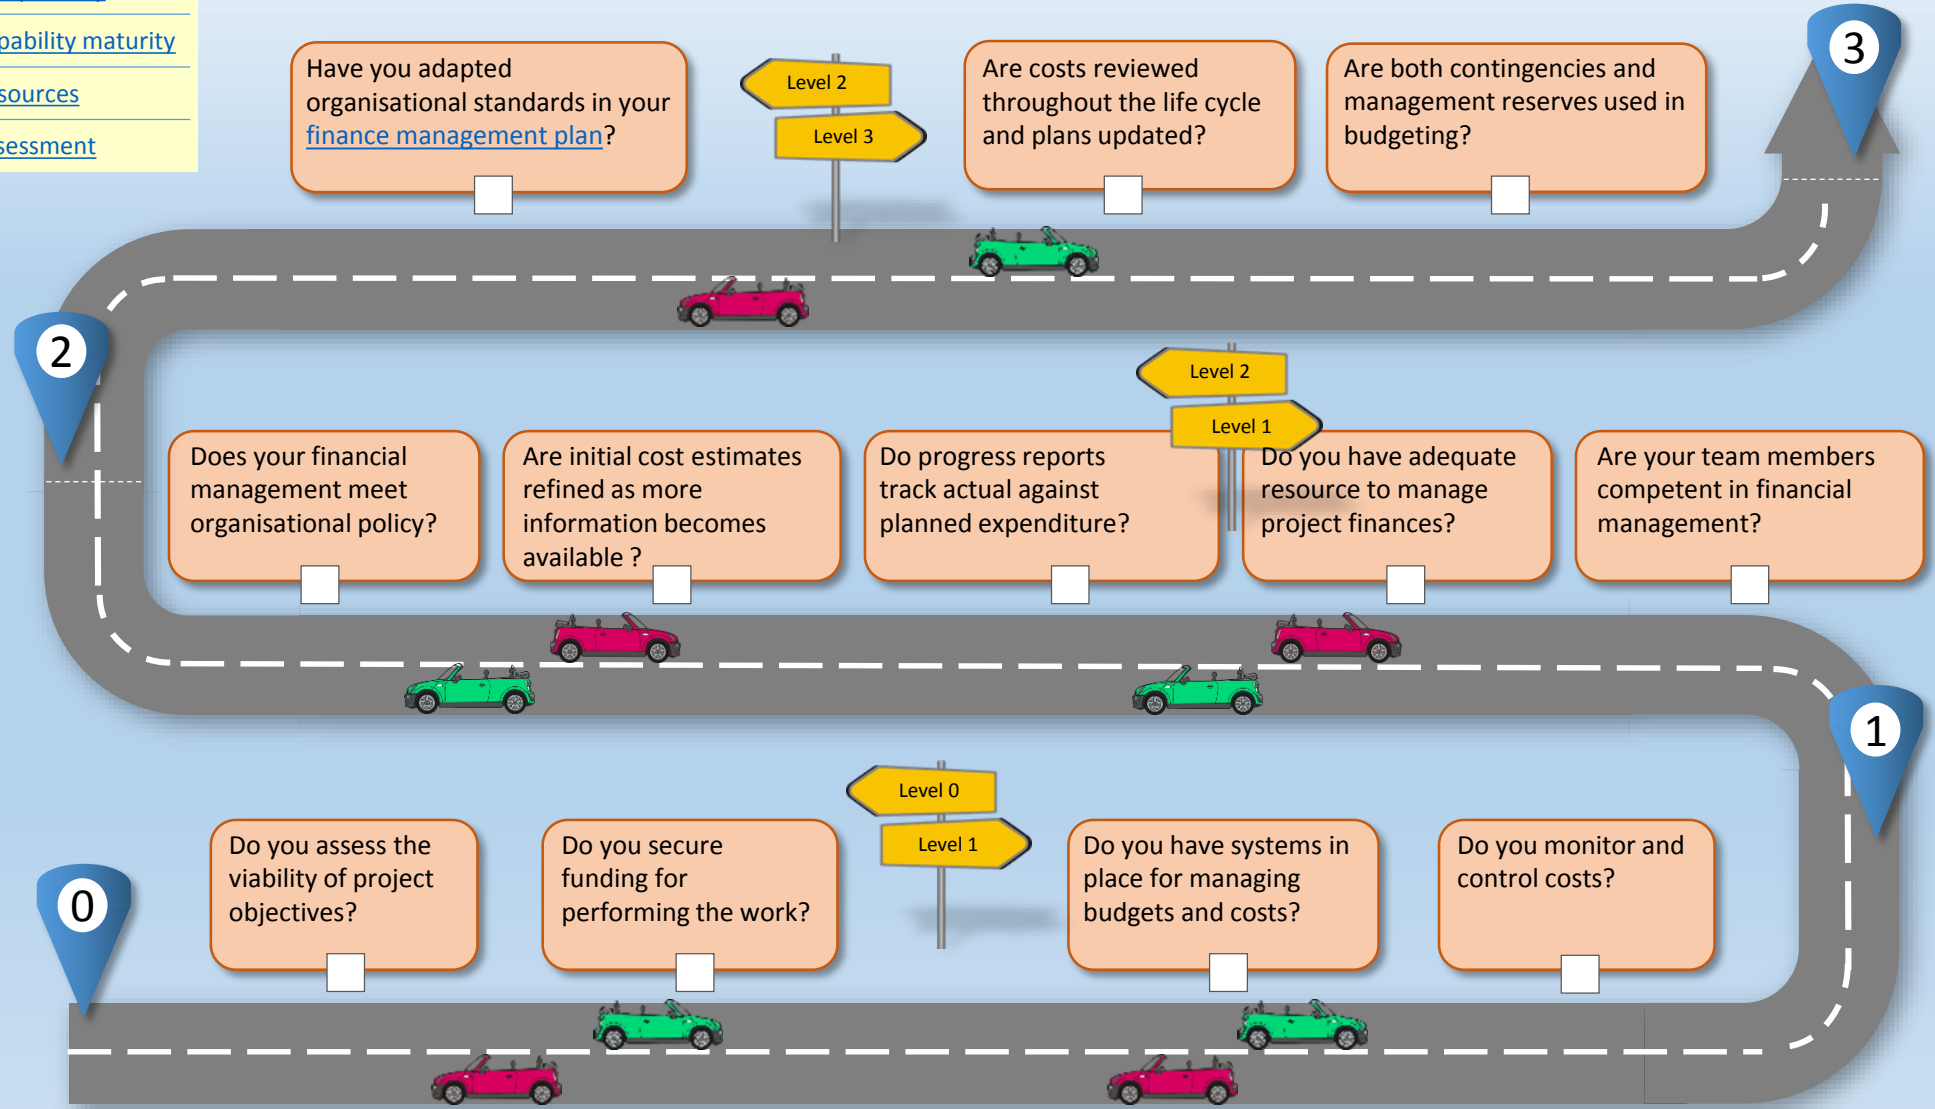 pability maturity
sources
sessment
Have you adapted
organisational standards in your
finance management plan?
Level 2
Level 3
Are costs reviewed
throughout the life cycle
and plans updated?
Are both contingencies and
management reserves used in
budgeting?
3
2
Level 2
Level 1
Does your financial
management meet
organisational policy?
Are initial cost estimates
refined as more
information becomes
available ?
Do progress reports
track actual against
planned expenditure?
Do you have adequate
resource to manage
project finances?
Are your team members
competent in financial
management?
1
Level 0
Level 1
0
Do you assess the
viability of project
objectives?
Do you secure
funding for
performing the work?
Do you have systems in
place for managing
budgets and costs?
Do you monitor and
control costs?